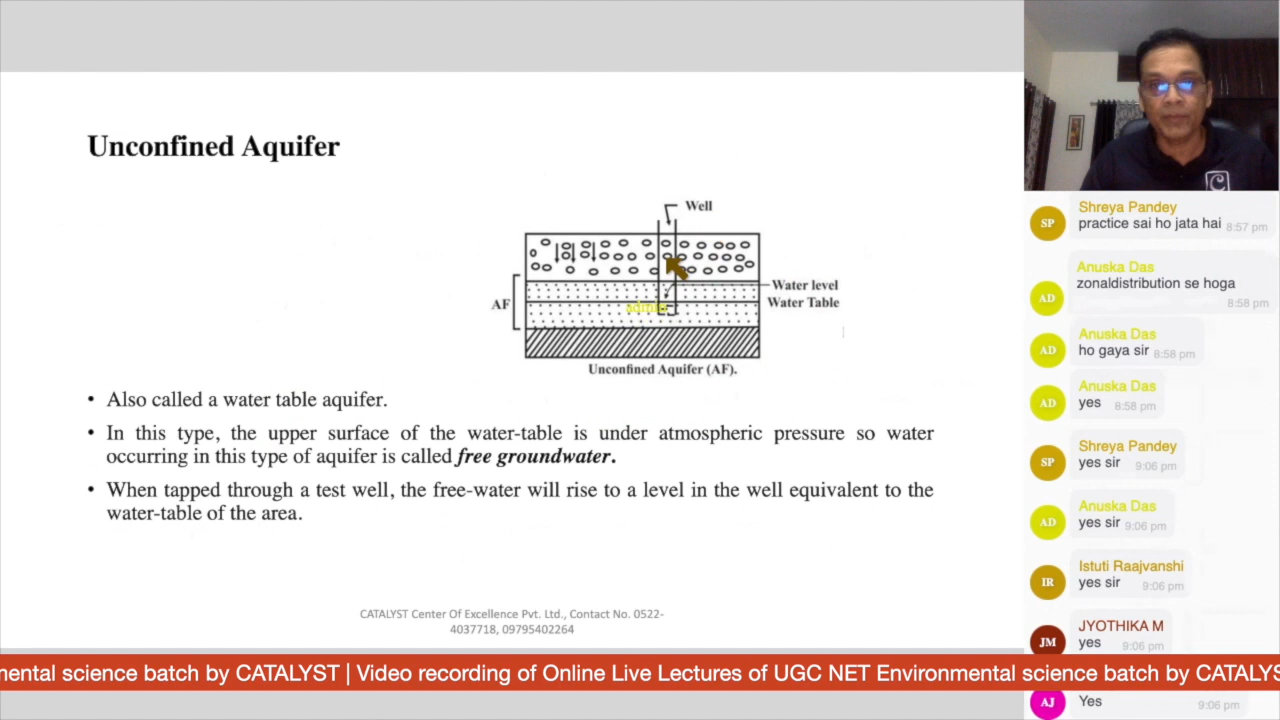 Unconfined Aquifer
Well
AF
Water level
Water Table
admin
Unconfined Aquifer (AF).
• Also called a water table aquifer.
• In this type, the upper surface of the water-table is under atmospheric pressure so water
occurring in this type of aquifer is called free groundwater.
• When tapped through a test well, the free-water will rise to a level in the well equivalent to the
water-table of the area.
CATALYST Center Of Excellence Pvt. Ltd., Contact No. 0522-
4037718, 09795402264
SP
Shreya Pandey
practice sai ho jata hai 8:57 pm
AD
Anuska Das
zonaldistribution se hoga
8:58 pm
AD
Anuska Das
ho gaya sir 8:58 pm
AD
Anuska Das
yes 8:58 pm
SP
Shreya Pandey
yes sir 9:06 pm
AD
Anuska Das
yes sir 9:06 pm
IR
Istuti Raajvanshi
yes sir 9:06 pm
JM
JYOTHIKA M
yes 9:06 pm
mental science batch by CATALYST | Video recording of Online Live Lectures of UGC NET Environmental science batch by CATALYS
AJ
Yes 9:06 pm